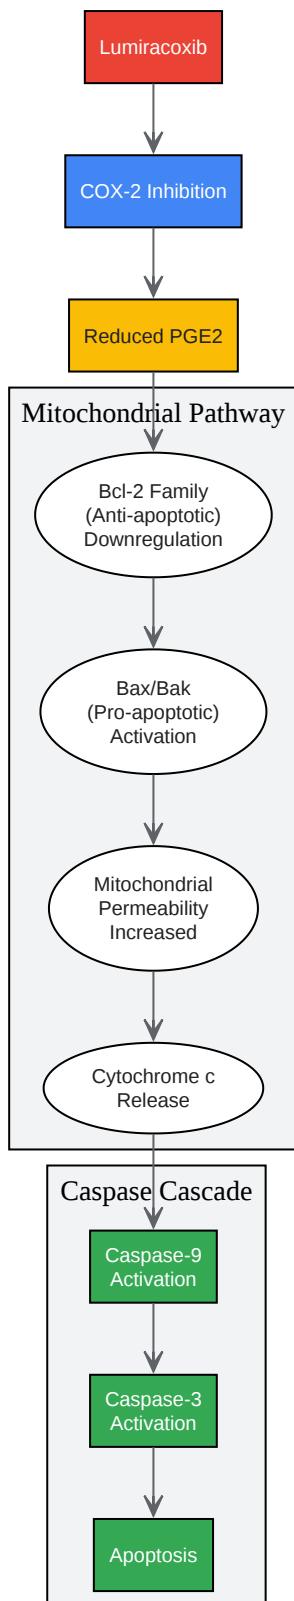 Lumiracoxib
COX-2 Inhibition
Reduced PGE2
Mitochondrial Pathway
Bcl-2 Family
(Anti-apoptotic)
Downregulation
Bax/Bak
(Pro-apoptotic)
Activation
Mitochondrial
Permeability
Increased
Cytochrome c
Release
Caspase Cascade
Caspase-9
Activation
Caspase-3
Activation
Apoptosis